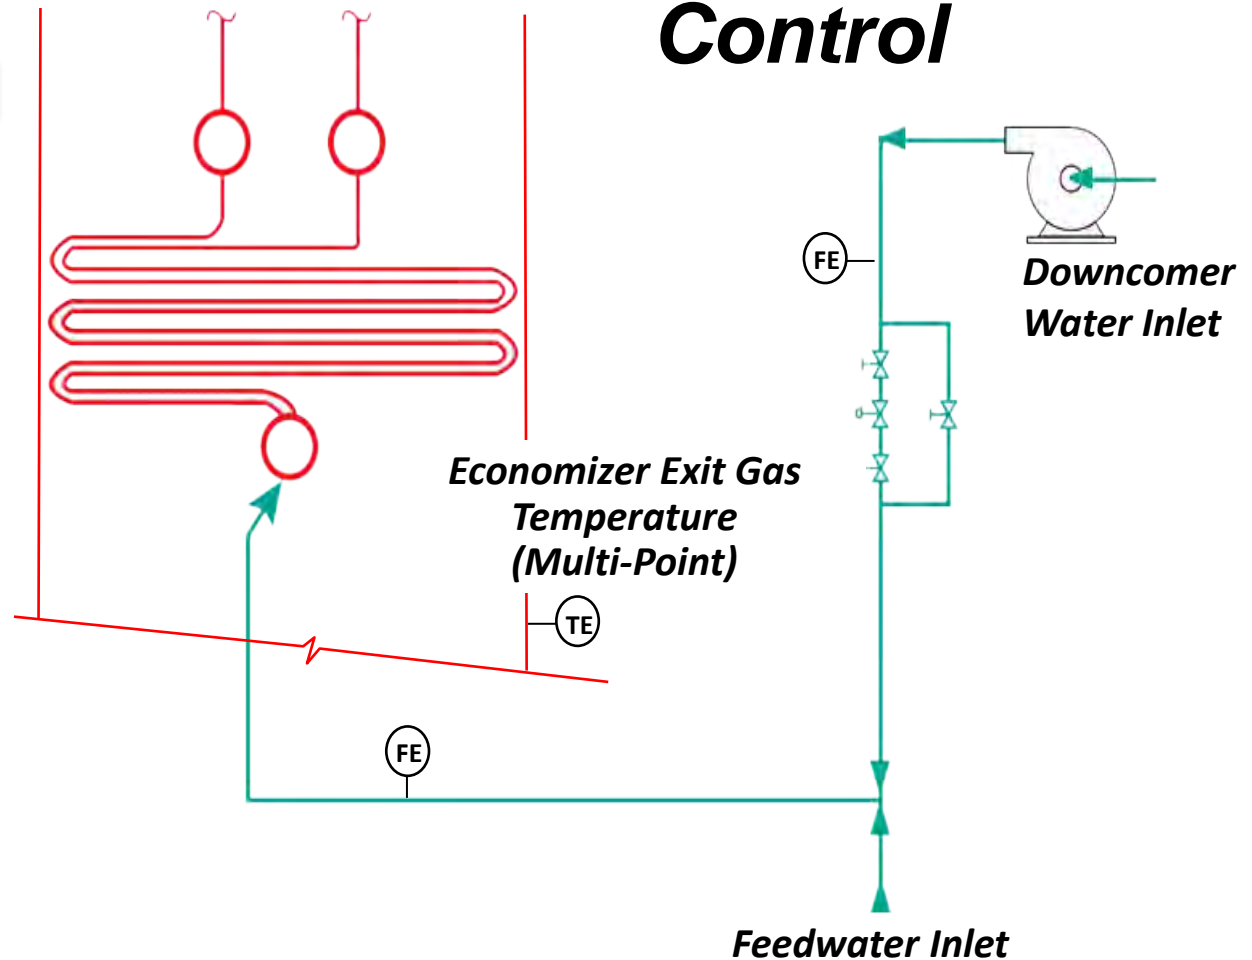 Control
FE
Downcomer
Water Inlet
Economizer Exit Gas
Temperature
(Multi-Point)
TE
FE
Feedwater Inlet